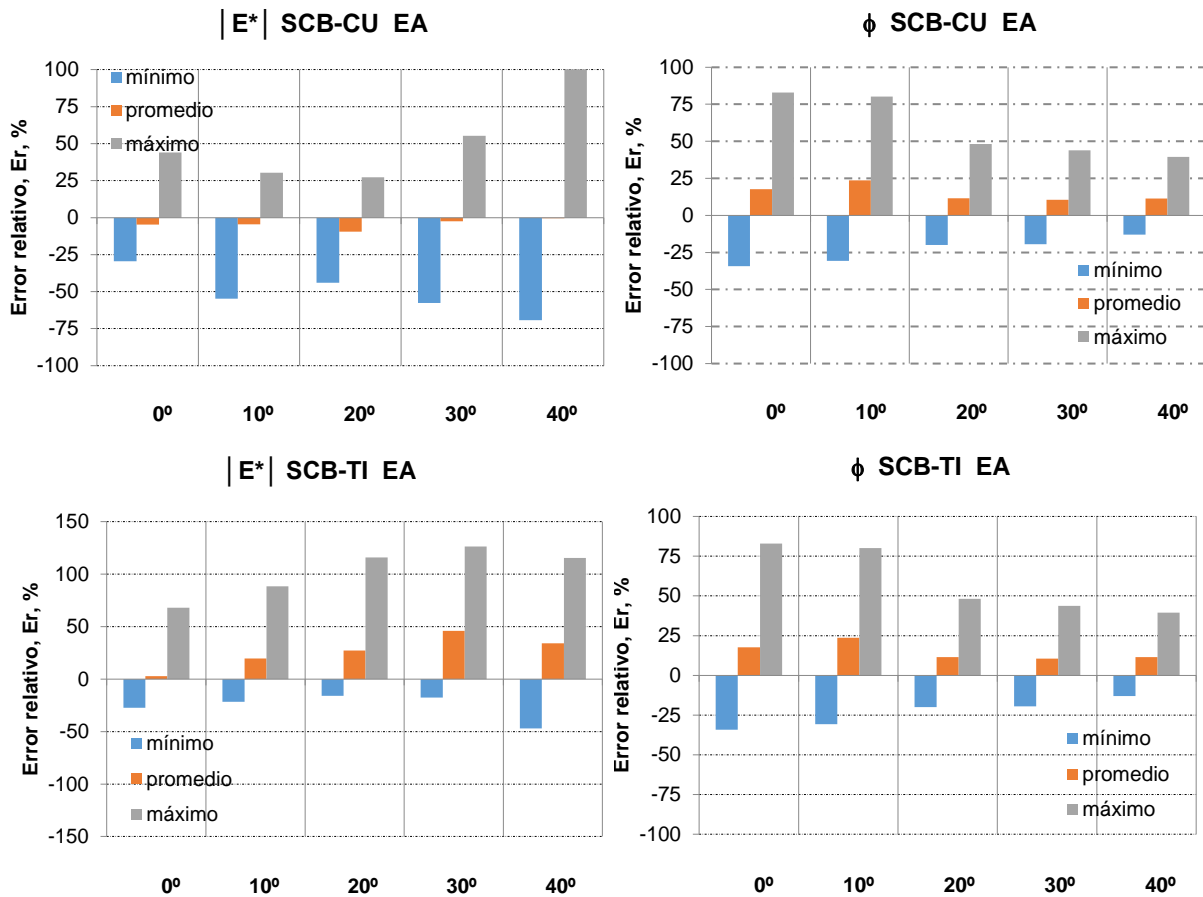 │E*│ SCB-CU EA
Error relativo, Er, %
100
75
50
25
0
-25
-50
-75
-100
mínimo
promedio
máximo
0º 10º 20º 30º 40º
ϕ SCB-CU EA
Error relativo, Er, %
100
75
50
25
0
-25
-50
-75
-100
mínimo
promedio
máximo
0º 10º 20º 30º 40º
│E*│ SCB-TI EA
Error relativo, Er, %
150
100
50
0
-50
-100
-150
mínimo
promedio
máximo
0º 10º 20º 30º 40º
ϕ SCB-TI EA
Error relativo, Er, %
100
75
50
25
0
-25
-50
-75
-100
mínimo
promedio
máximo
0º 10º 20º 30º 40º